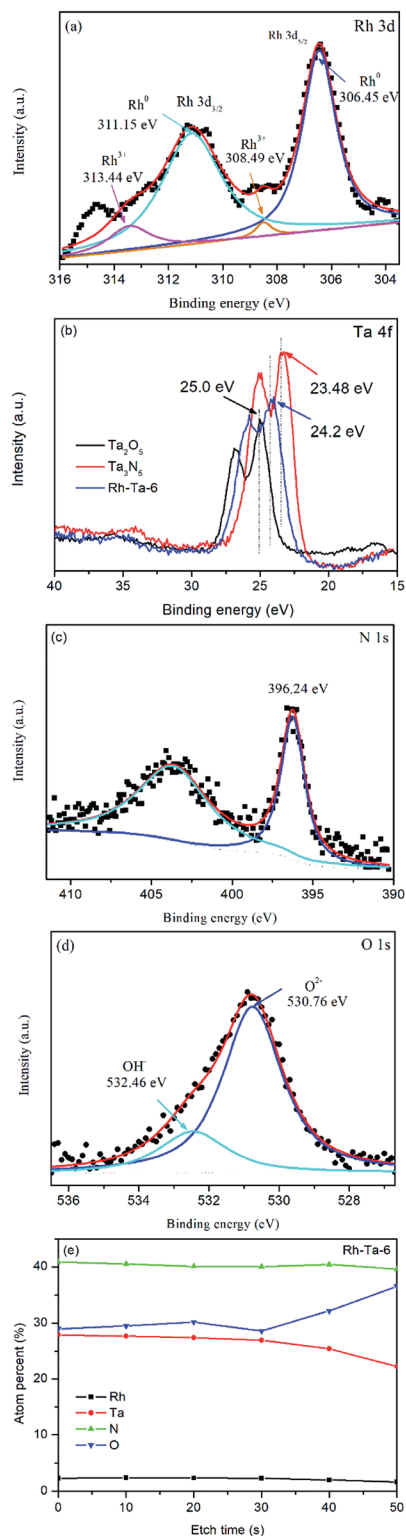 (a)
Rh 3d
Rh 3d5/2
Rh0
306.45 eV
Rh0
311.15 eV
Rh 3d3/2
Rh3+
308.49 eV
Rh3+
313.44 eV
Intensity (a.u.)
316 314 312 310 308 306 304
Binding energy (eV)
(b)
Ta 4f
25.0 eV
23.48 eV
24.2 eV
Ta2O5
Ta3N5
Rh-Ta-6
Intensity (a.u.)
40 35 30 25 20 15
Binding energy (eV)
(c)
N 1s
396.24 eV
Intensity (a.u.)
410 405 400 395 390
Binding energy (eV)
(d)
O 1s
O2-
530.76 eV
OH-
532.46 eV
Intensity (a.u.)
536 534 532 530 528
Binding energy (eV)
(e)
Rh-Ta-6
40
30
20
10
0
Atom percent (%)
Rh
Ta
N
O
0 10 20 30 40 50
Etch time (s)